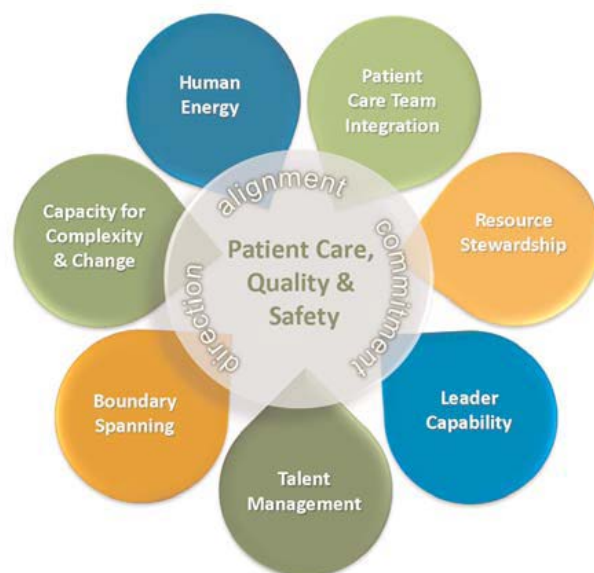 Human
Energy
Patient
Care Team
Integration
Capacity for
Complexity
& Change
alignment
commitment
direction
Patient Care,
Quality &
Safety
Resource
Stewardship
Boundary
Spanning
Leader
Capability
Talent
Management